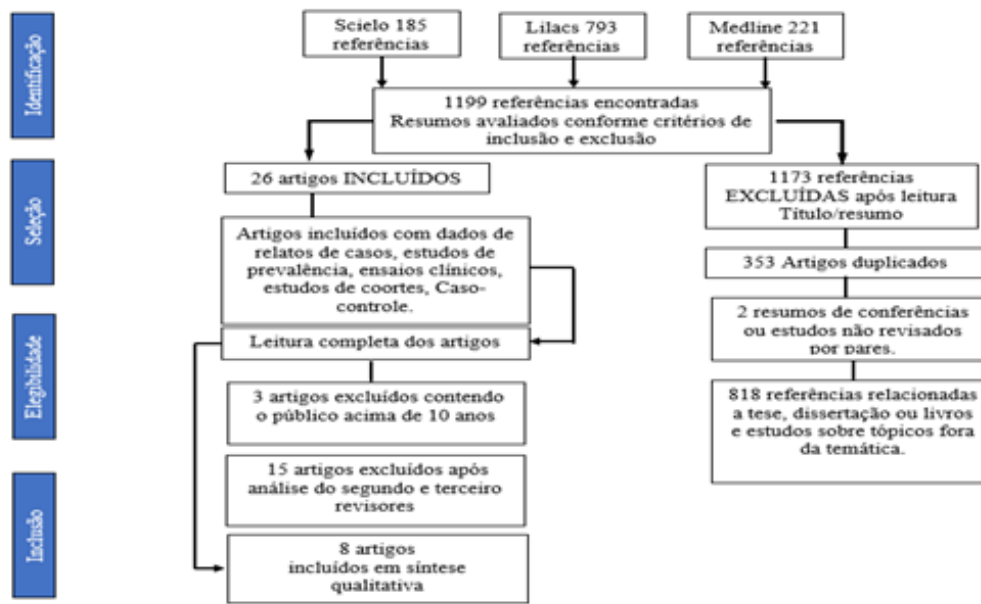 Identificação
Scielo 185
referências
Lilacs 793
referências
Medline 221
referências
1199 referências encontradas
Resumos avaliados conforme critérios de
inclusão e exclusão
Seleção
26 artigos INCLUÍDOS
1173 referências
EXCLUÍDAS após leitura
Título/resumo
Artigos incluídos com dados de
relatos de casos, estudos de
prevalência, ensaios clínicos,
estudos de coortes, Caso-
controle.
353 Artigos duplicados
Elegibilidade
2 resumos de conferências
ou estudos não revisados
por pares.
Leitura completa dos artigos
3 artigos excluídos contendo
o público acima de 10 anos
818 referências relacionadas
a tese, dissertação ou livros
e estudos sobre tópicos fora
da temática.
Inclusão
15 artigos excluídos após
análise do segundo e terceiro
revisores
8 artigos
incluídos em síntese
qualitativa